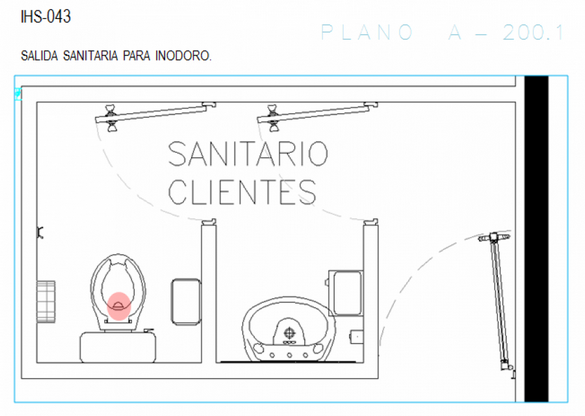 IHS-043
PLANO A - 200.1
SALIDA SANITARIA PARA INODORO.
SANITARIO
CLIENTES